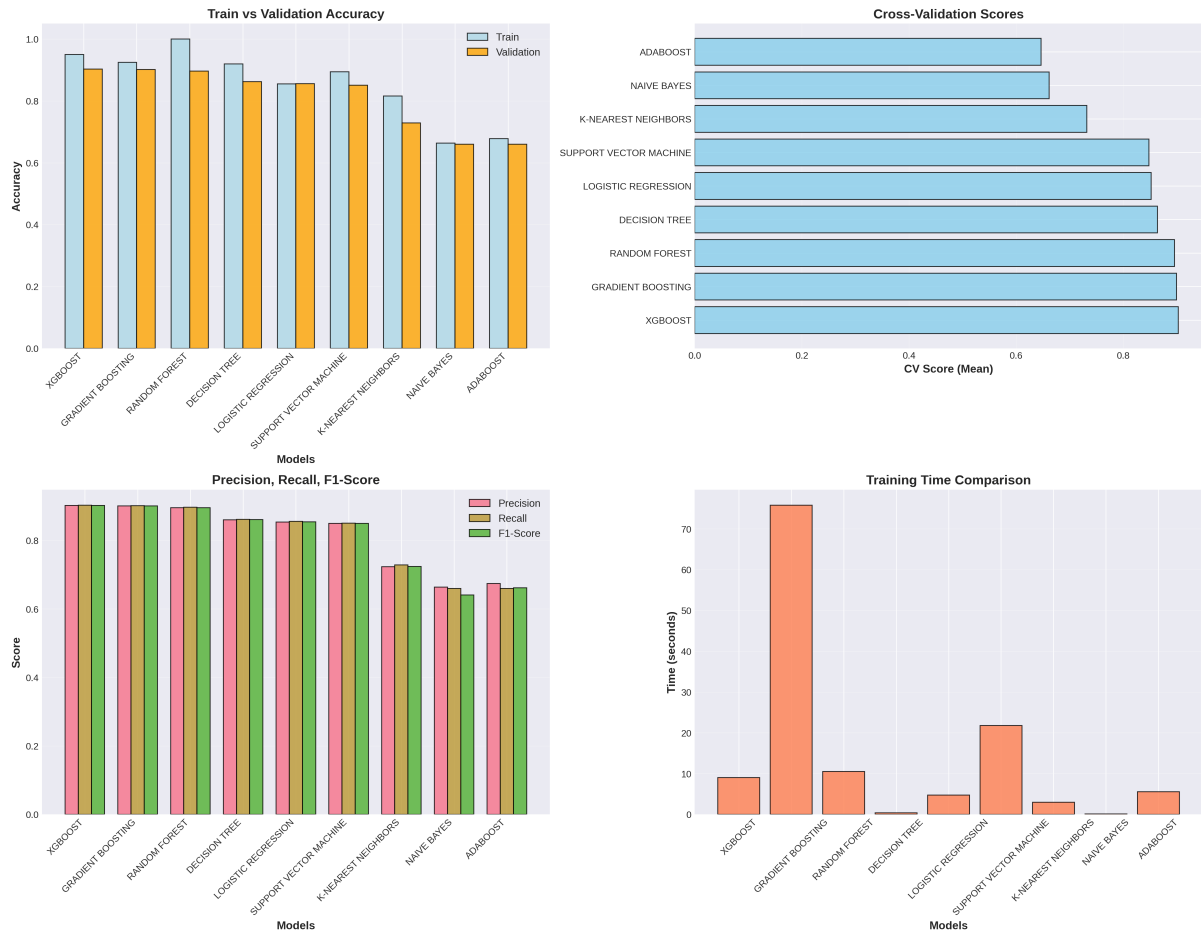 Train vs Validation Accuracy
Train
Validation
Accuracy
1.0
0.8
0.6
0.4
0.2
0.0
XGBOOST
GRADIENT BOOSTING
RANDOM FOREST
DECISION TREE
LOGISTIC REGRESSION
SUPPORT VECTOR MACHINE
K-NEAREST NEIGHBORS
NAIVE BAYES
ADABOOST
Models
Cross-Validation Scores
ADABOOST
NAIVE BAYES
K-NEAREST NEIGHBORS
SUPPORT VECTOR MACHINE
LOGISTIC REGRESSION
DECISION TREE
RANDOM FOREST
GRADIENT BOOSTING
XGBOOST
0.0
0.2
0.4
0.6
0.8
CV Score (Mean)
Precision, Recall, F1-Score
Precision
Recall
F1-Score
Score
0.8
0.6
0.4
0.2
0.0
XGBOOST
GRADIENT BOOSTING
RANDOM FOREST
DECISION TREE
LOGISTIC REGRESSION
SUPPORT VECTOR MACHINE
K-NEAREST NEIGHBORS
NAIVE BAYES
ADABOOST
Models
Training Time Comparison
Time (seconds)
70
60
50
40
30
20
10
0
XGBOOST
GRADIENT BOOSTING
RANDOM FOREST
DECISION TREE
LOGISTIC REGRESSION
SUPPORT VECTOR MACHINE
K-NEAREST NEIGHBORS
NAIVE BAYES
ADABOOST
Models